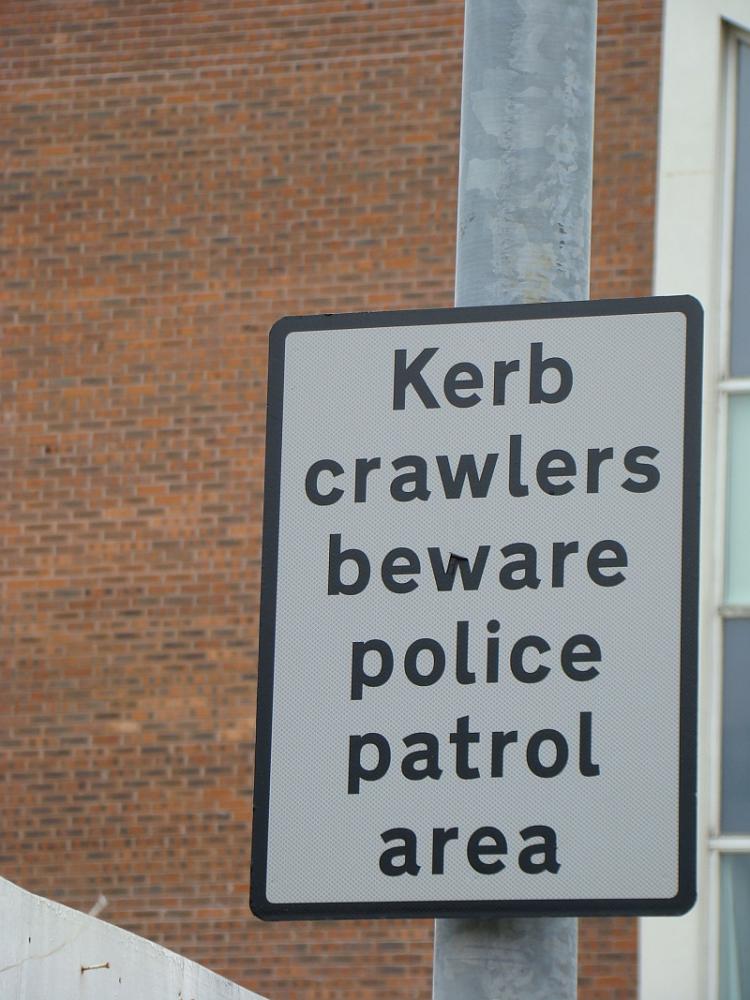 Kerb
crawlers
beware
police
patrol
area